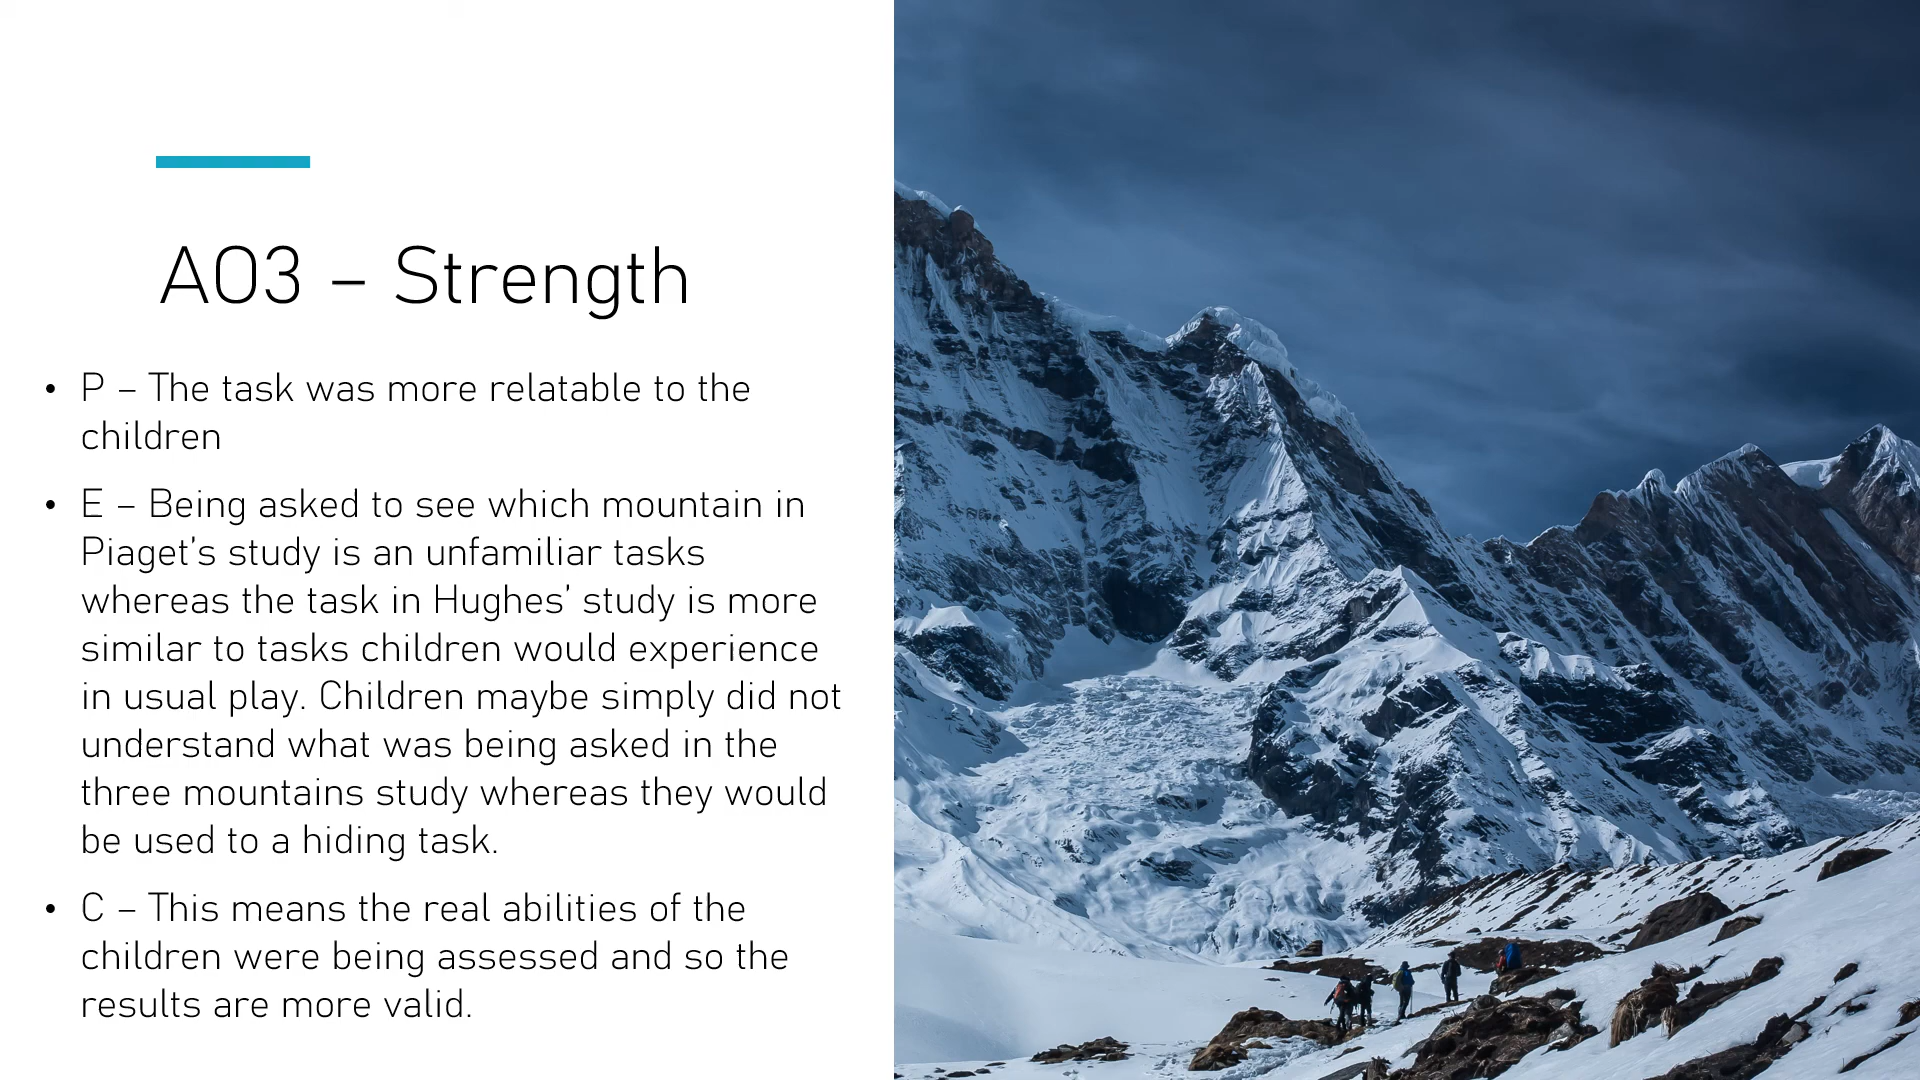 AO3 – Strength
• P – The task was more relatable to the
children
• E – Being asked to see which mountain in
Piaget's study is an unfamiliar tasks
whereas the task in Hughes' study is more
similar to tasks children would experience
in usual play. Children maybe simply did not
understand what was being asked in the
three mountains study whereas they would
be used to a hiding task.
• C – This means the real abilities of the
children were being assessed and so the
results are more valid.